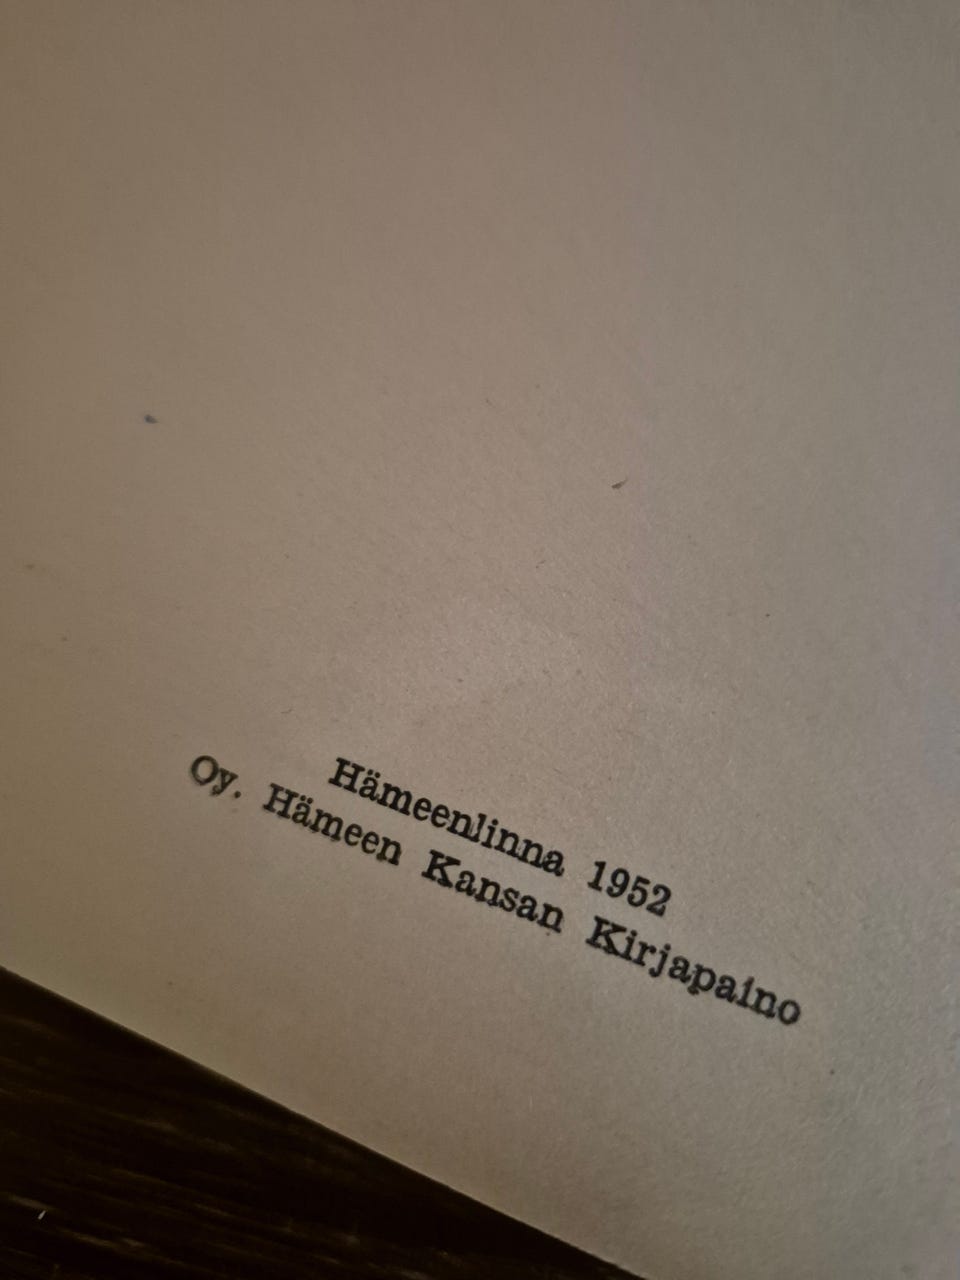 Hämeenlinna 1952
Oy. Hämeen Kansan Kirjapaino